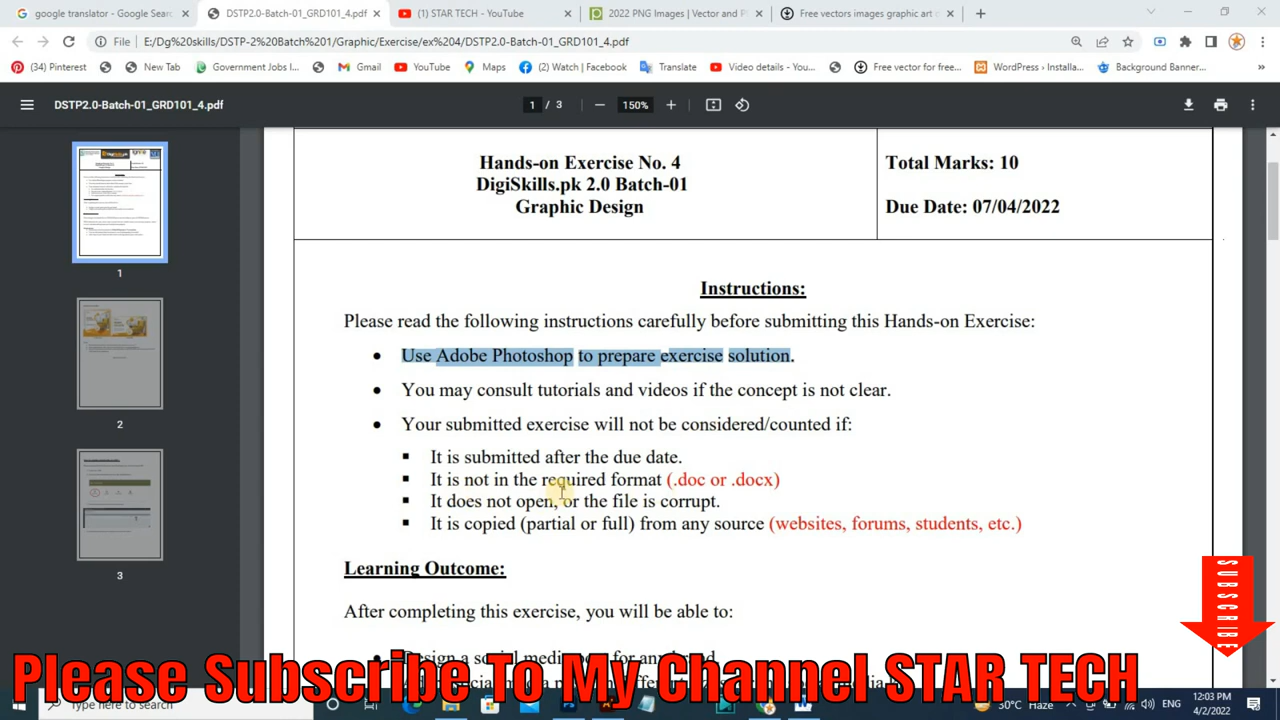 google translator - Google Searc
DSTP2.0-Batch-01_GRD101_4.pdf
(1) STAR TECH - YouTube
2022 PNG Images | Vector and P
Free vectors images graphic art
File
E:/Dg%20skills/DSTP-2%20Batch%201/Graphic/Exercise/ex%204/DSTP2.0-Batch-01_GRD101_4.pdf
(34) Pinterest
New Tab
Government Jobs I...
Gmail
YouTube
Maps
(2) Watch | Facebook
Translate
Video details - You...
Free vector for free...
WordPress › Installa...
Background Banner...
DSTP2.0-Batch-01_GRD101_4.pdf
1 / 3
150%
Hands-on Exercise No. 4
DigiSkills.pk 2.0 Batch-01
Graphic Design
Total Marks: 10
Due Date: 07/04/2022
Instructions:
Please read the following instructions carefully before submitting this Hands-on Exercise:
• Use Adobe Photoshop to prepare exercise solution.
• You may consult tutorials and videos if the concept is not clear.
• Your submitted exercise will not be considered/counted if:
▪ It is submitted after the due date.
▪ It is not in the required format (.doc or .docx)
▪ It does not open, or the file is corrupt.
▪ It is copied (partial or full) from any source (websites, forums, students, etc.)
Learning Outcome:
After completing this exercise, you will be able to:
1
2
3
SUBSCRIBE
Please Subscribe To My Channel STAR TECH
Type here to search
30°C Haze
ENG
12:03 PM
4/2/2022